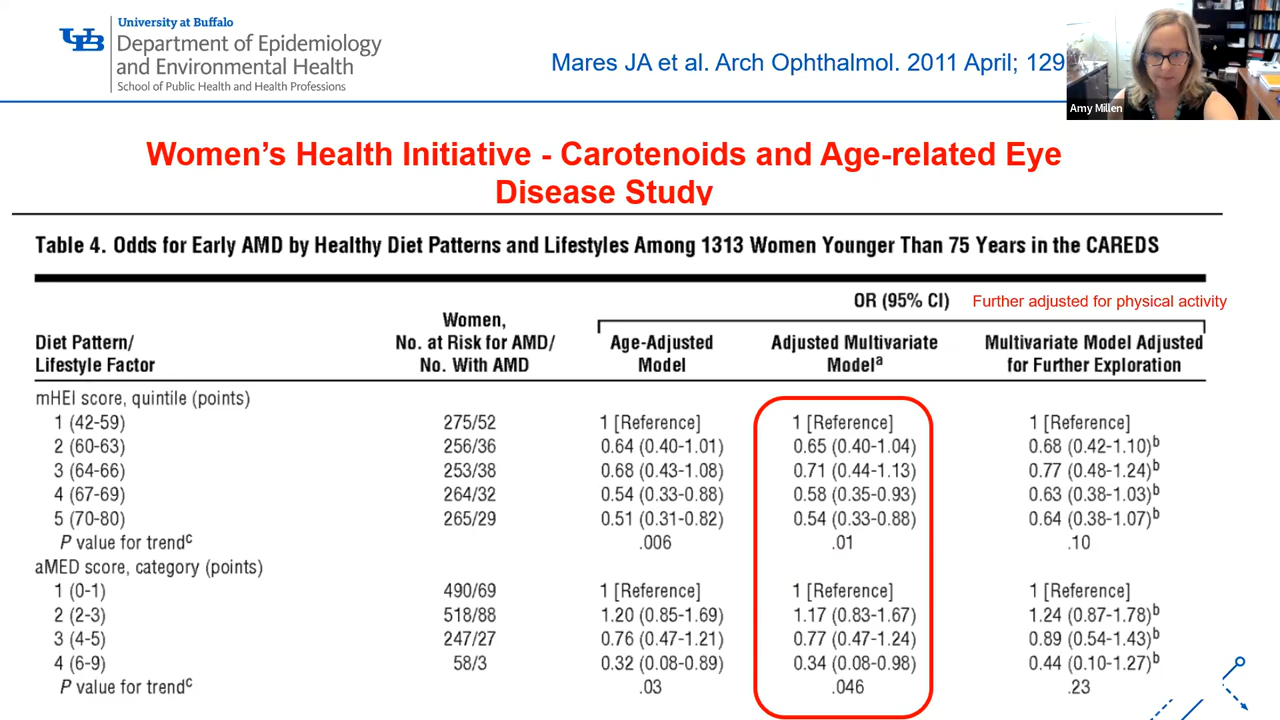 University at Buffalo
UB
Department of Epidemiology
and Environmental Health
School of Public Health and Health Professions
Mares JA et al. Arch Ophthalmol. 2011 April; 129
Amy Millen
Women’s Health Initiative - Carotenoids and Age-related Eye
Disease Study
Table 4. Odds for Early AMD by Healthy Diet Patterns and Lifestyles Among 1313 Women Younger Than 75 Years in the CAREDS
OR (95% CI) Further adjusted for physical activity
Diet Pattern/ Women, Age-Adjusted Adjusted Multivariate Multivariate Model Adjusted
Lifestyle Factor No. at Risk for AMD/ Model Modelᵃ for Further Exploration
No. With AMD
mHEI score, quintile (points)
1 (42-59) 275/52 1 [Reference] 1 [Reference] 1 [Reference]
2 (60-63) 256/36 0.64 (0.40-1.01) 0.65 (0.40-1.04) 0.68 (0.42-1.10)ᵇ
3 (64-66) 253/38 0.68 (0.43-1.08) 0.71 (0.44-1.13) 0.77 (0.48-1.24)ᵇ
4 (67-69) 264/32 0.54 (0.33-0.88) 0.58 (0.35-0.93) 0.63 (0.38-1.03)ᵇ
5 (70-80) 265/29 0.51 (0.31-0.82) 0.54 (0.33-0.88) 0.64 (0.38-1.07)ᵇ
P value for trendᶜ .006 .01 .10
aMED score, category (points)
1 (0-1) 490/69 1 [Reference] 1 [Reference] 1 [Reference]
2 (2-3) 518/88 1.20 (0.85-1.69) 1.17 (0.83-1.67) 1.24 (0.87-1.78)ᵇ
3 (4-5) 247/27 0.76 (0.47-1.21) 0.77 (0.47-1.24) 0.89 (0.54-1.43)ᵇ
4 (6-9) 58/3 0.32 (0.08-0.89) 0.34 (0.08-0.98) 0.44 (0.10-1.27)ᵇ
P value for trendᶜ .03 .046 .23